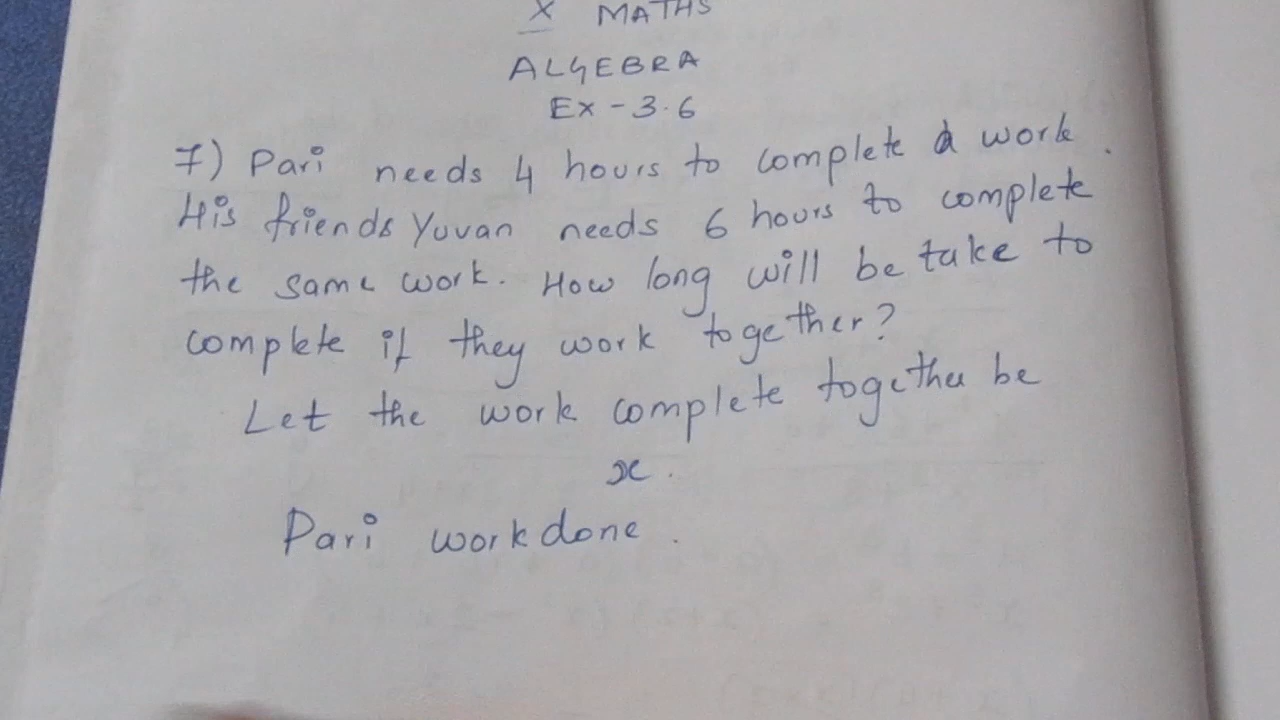 X MATHS
ALGEBRA
Ex - 3.6
7) Pari needs 4 hours to complete a work.
His friends Yuvan needs 6 hours to complete
the same work. How long will be take to
complete if they work together?
Let the work complete together be
x.
Pari work done.